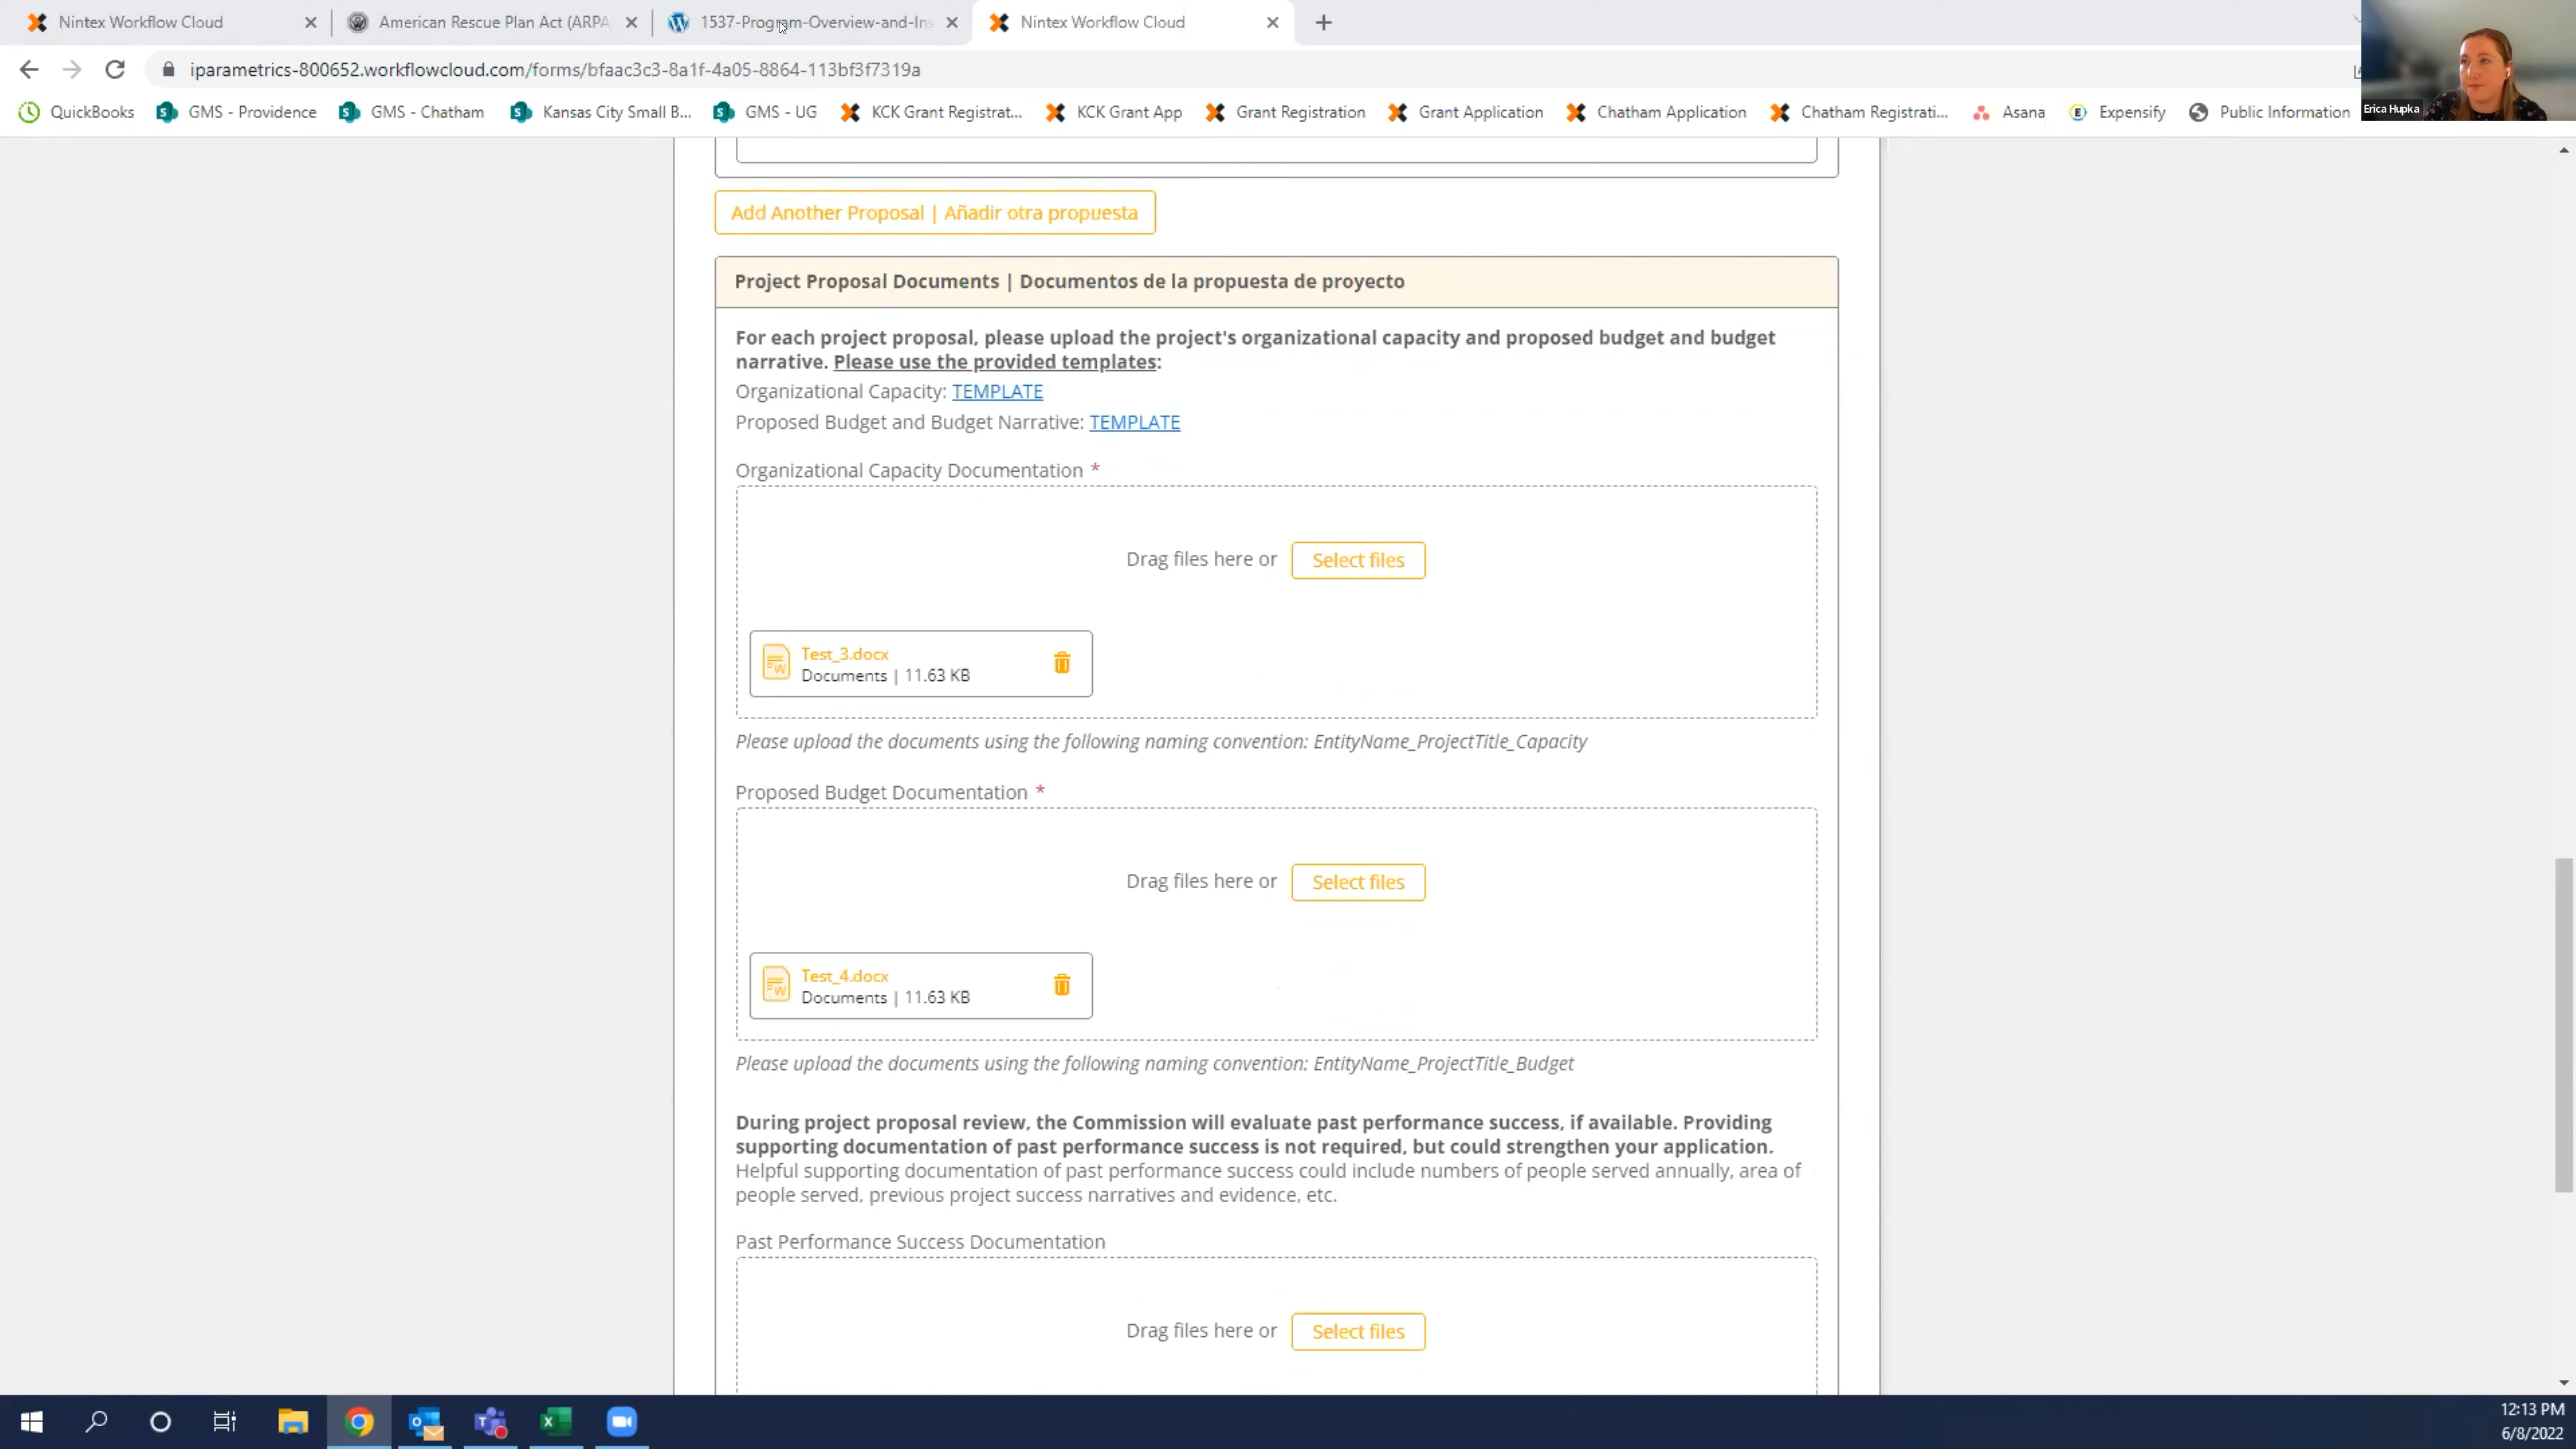 Nintex Workflow Cloud
American Rescue Plan Act (ARPA
1537-Program-Overview-and-Ins
Nintex Workflow Cloud
iparametrics-800652.workflowcloud.com/forms/bfaac3c3-8a1f-4a05-8864-113bf3f7319a
QuickBooks
GMS - Providence
GMS - Chatham
Kansas City Small B...
GMS - UG
KCK Grant Registrat...
KCK Grant App
Grant Registration
Grant Application
Chatham Application
Chatham Registrati...
Asana
Expensify
Public Information
Erica Hupka
Add Another Proposal | Añadir otra propuesta
Project Proposal Documents | Documentos de la propuesta de proyecto
For each project proposal, please upload the project's organizational capacity and proposed budget and budget
narrative. Please use the provided templates:
Organizational Capacity: TEMPLATE
Proposed Budget and Budget Narrative: TEMPLATE
Organizational Capacity Documentation *
Drag files here or Select files
Test_3.docx
Documents | 11.63 KB
Please upload the documents using the following naming convention: EntityName_ProjectTitle_Capacity
Proposed Budget Documentation *
Drag files here or Select files
Test_4.docx
Documents | 11.63 KB
Please upload the documents using the following naming convention: EntityName_ProjectTitle_Budget
During project proposal review, the Commission will evaluate past performance success, if available. Providing
supporting documentation of past performance success is not required, but could strengthen your application.
Helpful supporting documentation of past performance success could include numbers of people served annually, area of
people served, previous project success narratives and evidence, etc.
Past Performance Success Documentation
Drag files here or Select files
12:13 PM
6/8/2022